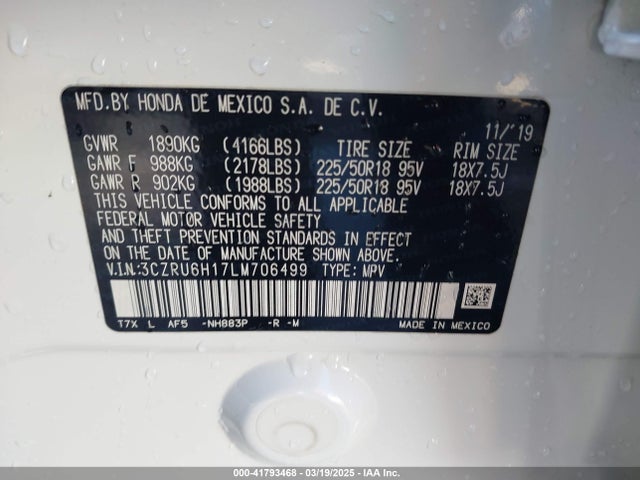 MFD.BY HONDA DE MEXICO S.A. DE C.V.
11/'19
GVWR 1890KG (4166LBS) TIRE SIZE RIM SIZE
GAWR F 988KG (2178LBS) 225/50R18 95V 18X7.5J
GAWR R 902KG (1988LBS) 225/50R18 95V 18X7.5J
THIS VEHICLE CONFORMS TO ALL APPLICABLE
FEDERAL MOTOR VEHICLE SAFETY
AND THEFT PREVENTION STANDARDS IN EFFECT
ON THE DATE OF MANUFACTURE SHOWN ABOVE.
V.I.N.:3CZRU6H17LM706499 TYPE: MPV
T7X L AF5 -NH883P -R -M MADE IN MEXICO
000-41793468 - 03/19/2025 - IAA Inc.